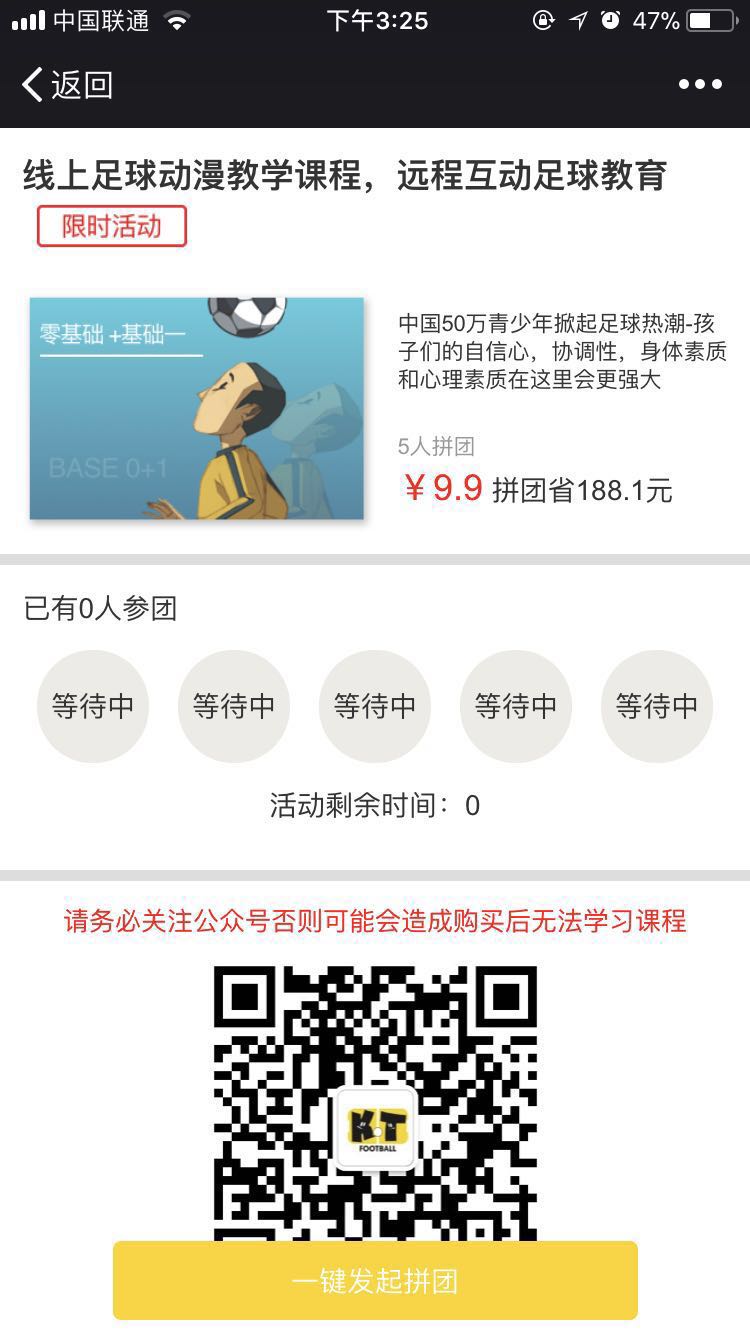 中国联通 下午3:25 47%
返回
线上足球动漫教学课程，远程互动足球教育
限时活动
零基础 +基础一
BASE 0+1
中国50万青少年掀起足球热潮-孩
子们的自信心，协调性，身体素质
和心理素质在这里会更强大
5人拼团
￥9.9 拼团省188.1元
已有0人参团
等待中 等待中 等待中 等待中 等待中
活动剩余时间：0
请务必关注公众号否则可能会造成购买后无法学习课程
KT
FOOTBALL
一键发起拼团